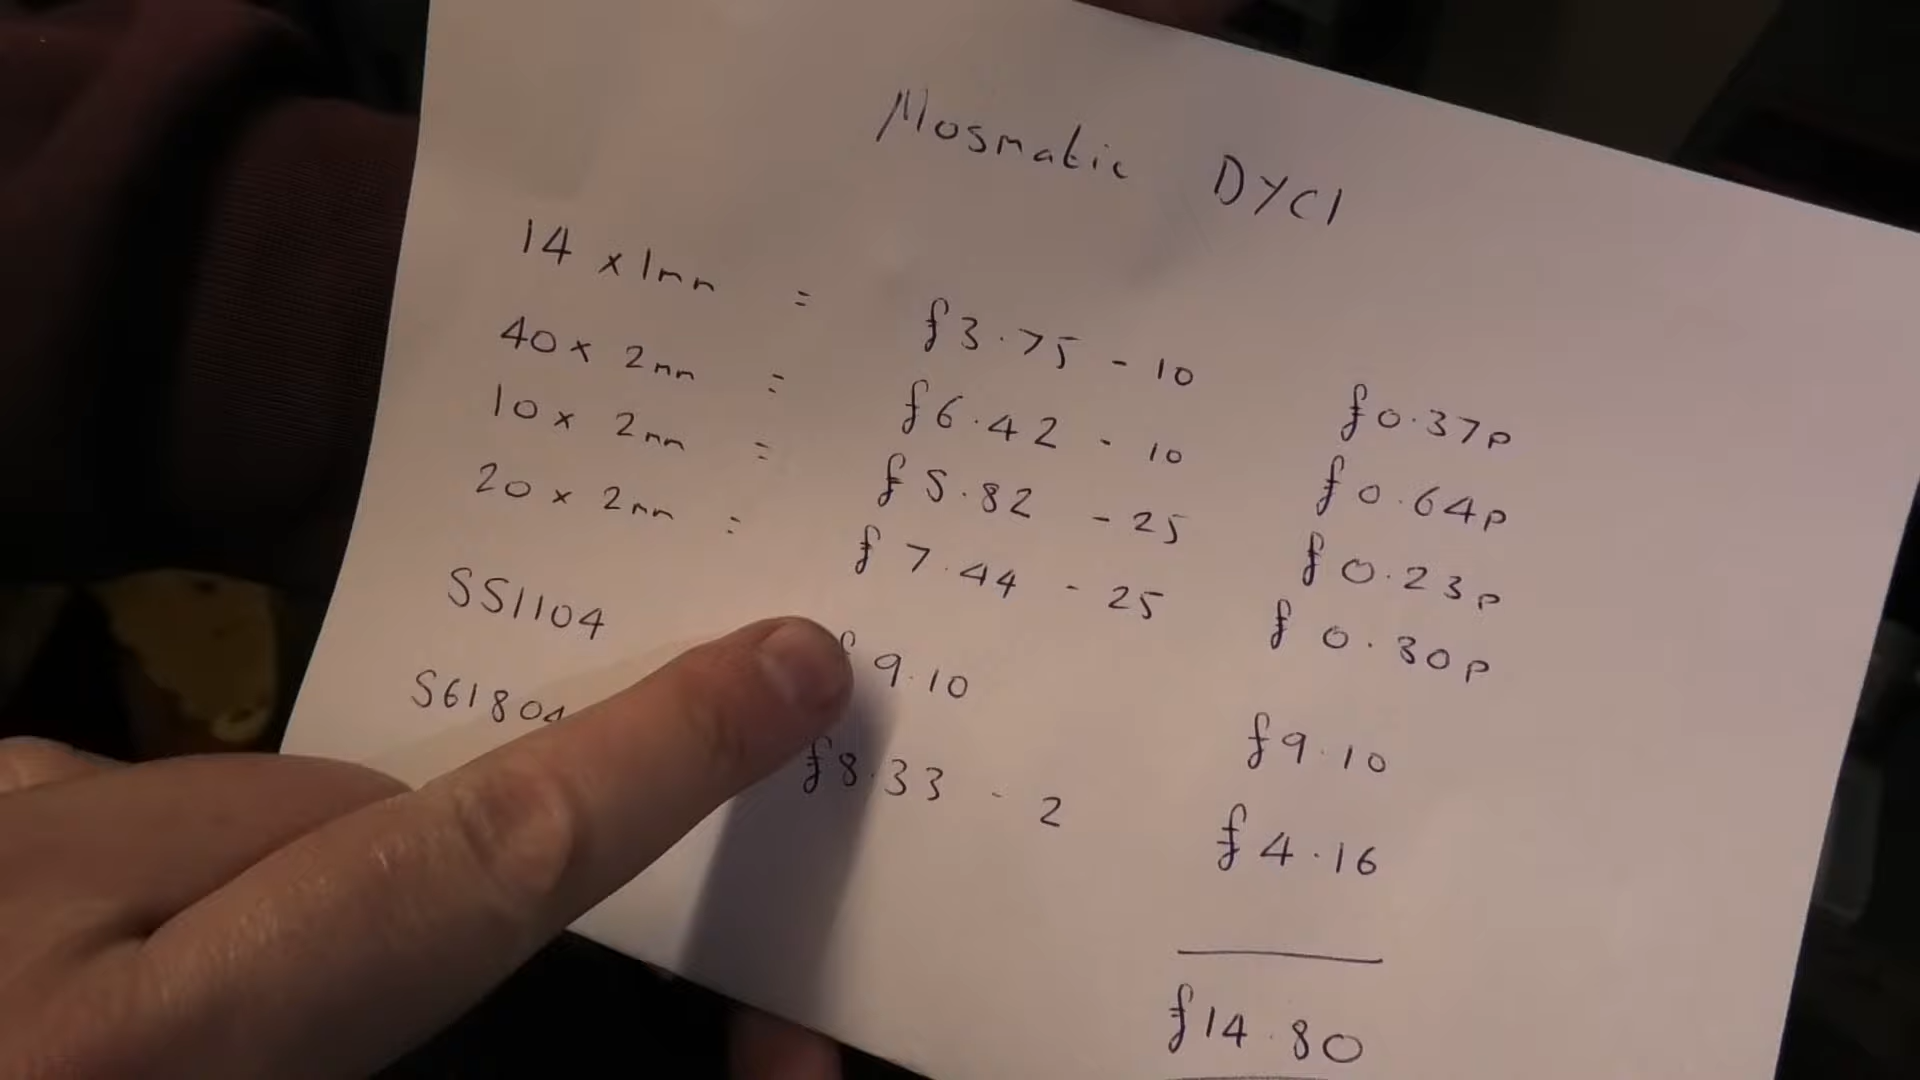 Mosmatic DYCI
14 x 1mm = £3.75 - 10 £0.37p
40 x 2mm = £6.42 - 10 £0.64p
10 x 2mm = £5.82 - 25 £0.23p
20 x 2mm = £7.44 - 25 £0.30p
SS1104 £9.10 £9.10
S61804 £8.33 - 2 £4.16
£14.80